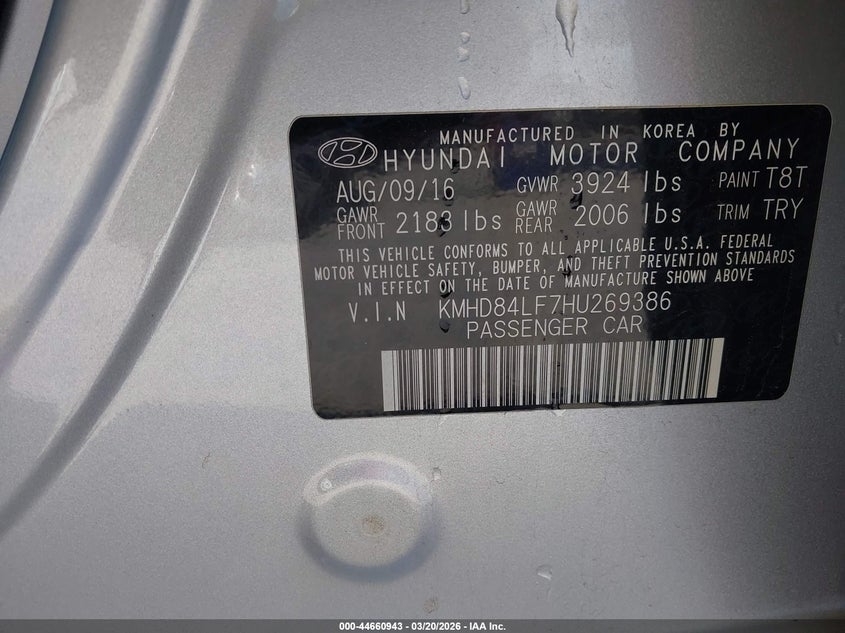 MANUFACTURED IN KOREA BY
HYUNDAI MOTOR COMPANY
AUG/09/16 GVWR 3924 lbs PAINT T8T
GAWR FRONT 2183 lbs GAWR REAR 2006 lbs TRIM TRY
THIS VEHICLE CONFORMS TO ALL APPLICABLE U.S.A. FEDERAL
MOTOR VEHICLE SAFETY, BUMPER, AND THEFT PREVENTION STANDARDS
IN EFFECT ON THE DATE OF MANUFACTURE SHOWN ABOVE
V.I.N KMHD84LF7HU269386
PASSENGER CAR
000-44660943 | 03/20/2026 | IAA Inc.